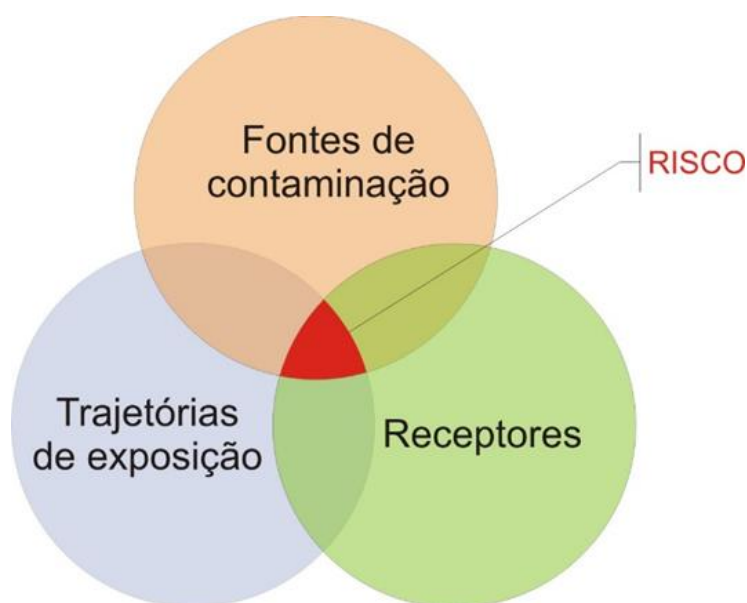 Fontes de
contaminação
RISCO
Trajetórias
de exposição
Receptores